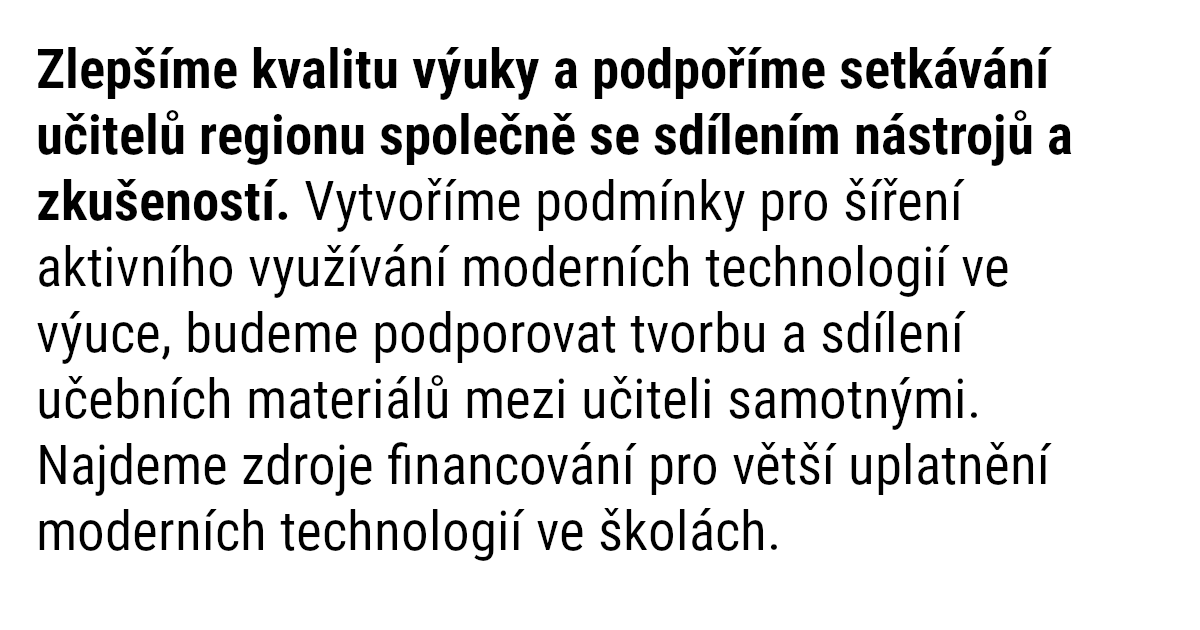 Zlepšíme kvalitu výuky a podpoříme setkávání
učitelů regionu společně se sdílením nástrojů a
zkušeností. Vytvoříme podmínky pro šíření
aktivního využívání moderních technologií ve
výuce, budeme podporovat tvorbu a sdílení
učebních materiálů mezi učiteli samotnými.
Najdeme zdroje financování pro větší uplatnění
moderních technologií ve školách.